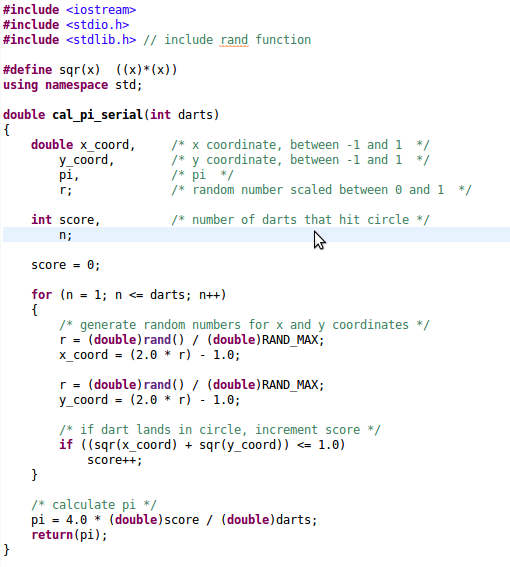 #include <iostream>
#include <stdio.h>
#include <stdlib.h> // include rand function

#define sqr(x)  ((x)*(x))
using namespace std;

double cal_pi_serial(int darts)
{
    double x_coord,     /* x coordinate, between -1 and 1  */
        y_coord,        /* y coordinate, between -1 and 1  */
        pi,             /* pi  */
        r;              /* random number scaled between 0 and 1  */

    int score,          /* number of darts that hit circle */
        n;

    score = 0;

    for (n = 1; n <= darts; n++)
    {
        /* generate random numbers for x and y coordinates */
        r = (double)rand() / (double)RAND_MAX;
        x_coord = (2.0 * r) - 1.0;

        r = (double)rand() / (double)RAND_MAX;
        y_coord = (2.0 * r) - 1.0;

        /* if dart lands in circle, increment score */
        if ((sqr(x_coord) + sqr(y_coord)) <= 1.0)
            score++;
    }

    /* calculate pi */
    pi = 4.0 * (double)score / (double)darts;
    return(pi);
}